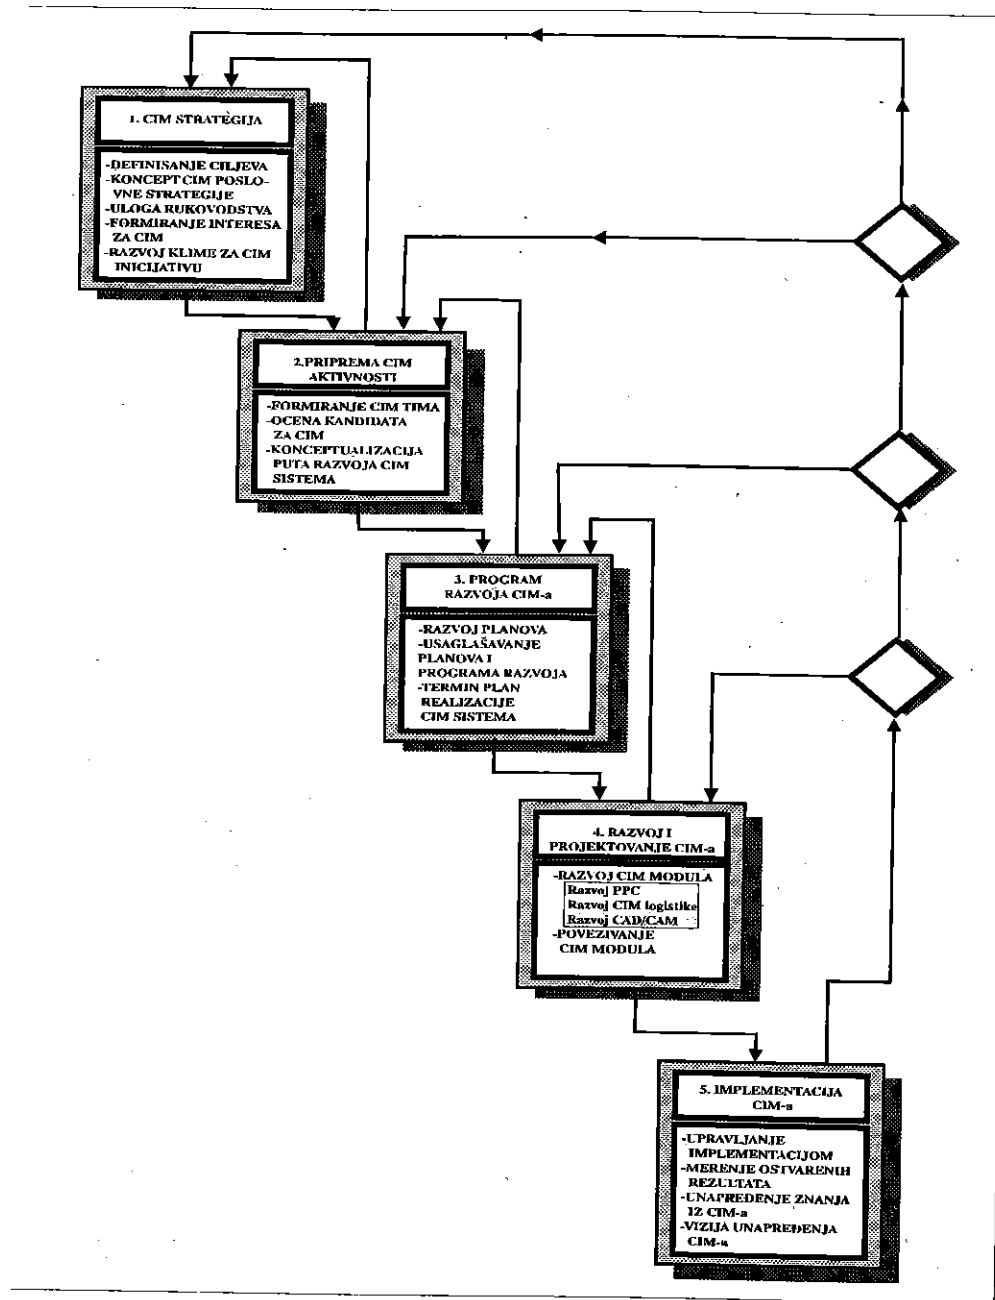 1. CIM STRATEGIJA
-DEFINISANJE CILJEVA
-KONCEPT CIM POSLO-
VNE STRATEGIJE
-ULOGA RUKOVODSTVA
-FORMIRANJE INTERESA
ZA CIM
-RAZVOJ KLIME ZA CIM
INICIJATIVU
2.PRIPREMA CIM
AKTIVNOSTI
-FORMIRANJE CIM TIMA
-OCENA KANDIDATA
ZA CIM
-KONCEPTUALIZACIJA
PUTA RAZVOJA CIM
SISTEMA
3. PROGRAM
RAZVOJA CIM-a
-RAZVOJ PLANOVA
-USAGLAŠAVANJE
PLANOVA I
PROGRAMA RAZVOJA
-TERMIN PLAN
REALIZACIJE
CIM SISTEMA
4. RAZVOJ I
PROJEKTOVANJE CIM-a
-RAZVOJ CIM MODULA
Razvoj PPC
Razvoj CIM logistike
Razvoj CAD/CAM
-POVEZIVANJE
CIM MODULA
5. IMPLEMENTACIJA
CIM-a
-UPRAVLJANJE
IMPLEMENTACIJOM
-MERENJE OSTVARENIH
REZULTATA
-UNAPREĐENJE ZNANJA
IZ CIM-a
-VIZIJA UNAPREĐENJA
CIM-a